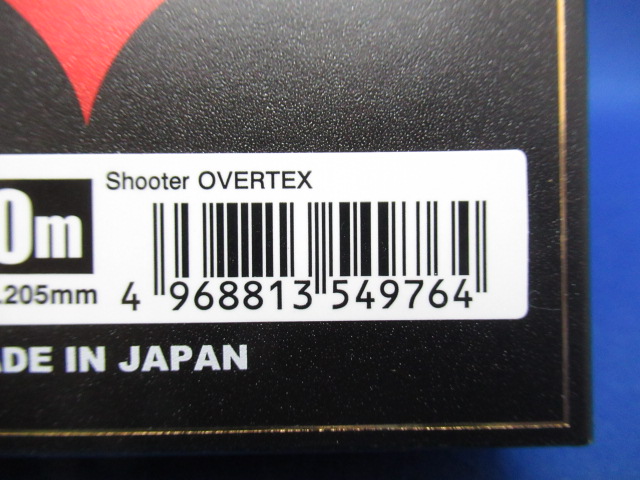 Shooter OVERTEX
0m
.205mm
4 968813 549764
ADE IN JAPAN